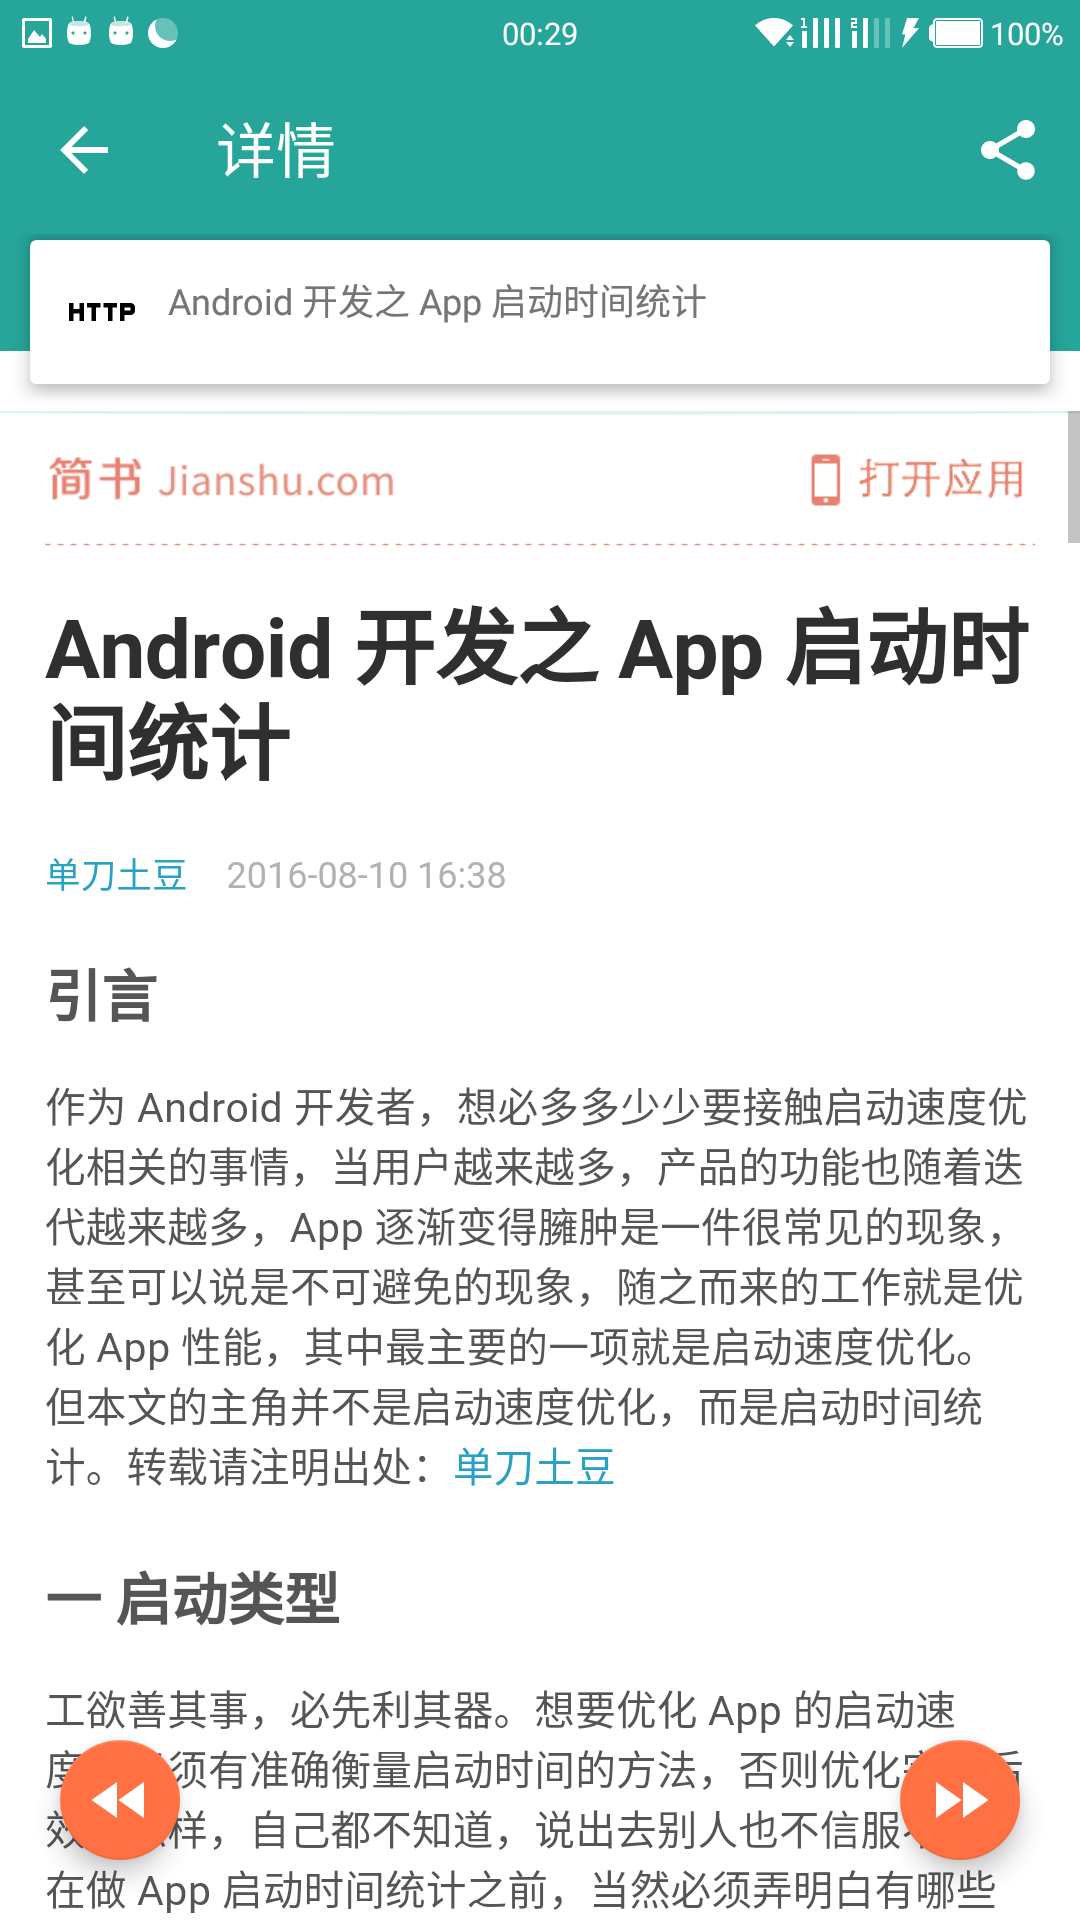 00:29
1
2
100%
详情
HTTP
Android 开发之 App 启动时间统计
简书 Jianshu.com
打开应用
Android 开发之 App 启动时
间统计
单刀土豆 2016-08-10 16:38
引言
作为 Android 开发者，想必多多少少要接触启动速度优
化相关的事情，当用户越来越多，产品的功能也随着迭
代越来越多，App 逐渐变得臃肿是一件很常见的现象，
甚至可以说是不可避免的现象，随之而来的工作就是优
化 App 性能，其中最主要的一项就是启动速度优化。
但本文的主角并不是启动速度优化，而是启动时间统
计。转载请注明出处：单刀土豆
一 启动类型
工欲善其事，必先利其器。想要优化 App 的启动速
须有准确衡量启动时间的方法，否则优化
样，自己都不知道，说出去别人也不信服
在做 App 启动时间统计之前，当然必须弄明白有哪些